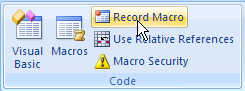 Record Macro
Visual Basic
Macros
Use Relative References
Macro Security
Code